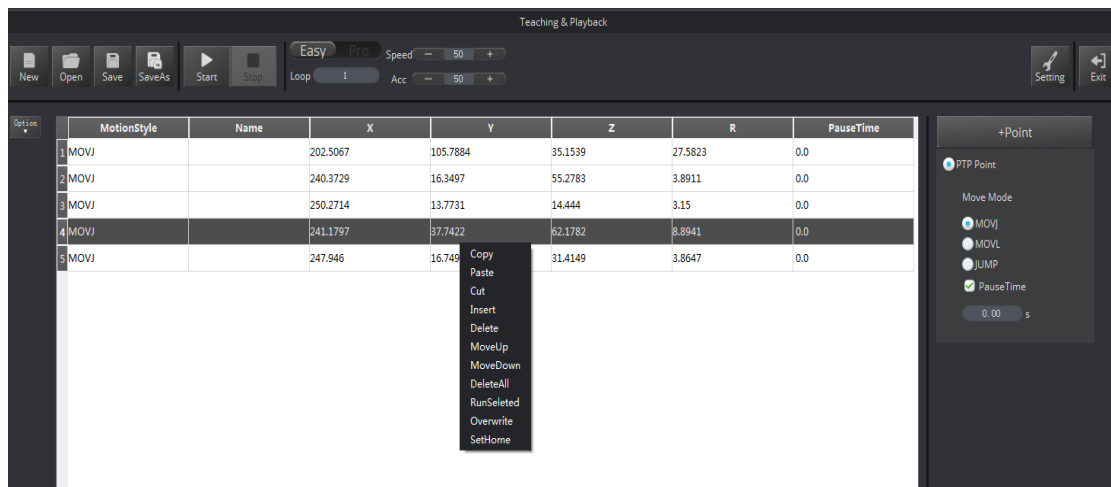 Teaching & Playback
New Open Save SaveAs Start Stop Easy Pro Speed − 50 + Setting Exit
Loop 1 Acc − 50 +
Option MotionStyle Name X Y Z R PauseTime +Point
1 MOVJ 202.5067 105.7884 35.1539 27.5823 0.0
2 MOVJ 240.3729 16.3497 55.2783 3.8911 0.0
3 MOVJ 250.2714 13.7731 14.444 3.15 0.0
4 MOVJ 241.1797 37.7422 62.1782 8.8941 0.0
5 MOVJ 247.946 16.749 31.4149 3.8647 0.0
Copy
Paste
Cut
Insert
Delete
MoveUp
MoveDown
DeleteAll
RunSeleted
Overwrite
SetHome
PTP Point
Move Mode
MOVJ
MOVL
JUMP
PauseTime
0.00 s